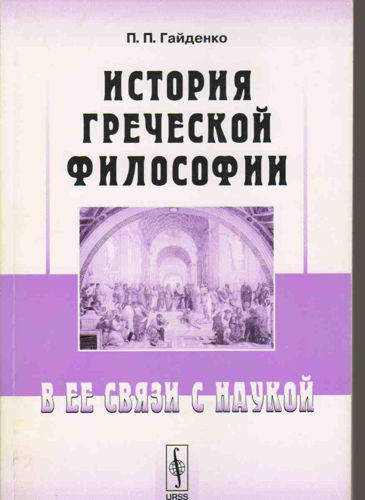 П. П. Гайденко
ИСТОРИЯ
ГРЕЧЕСКОЙ
ФИЛОСОФИИ
В ЕЕ СВЯЗИ С НАУКОЙ
URSS